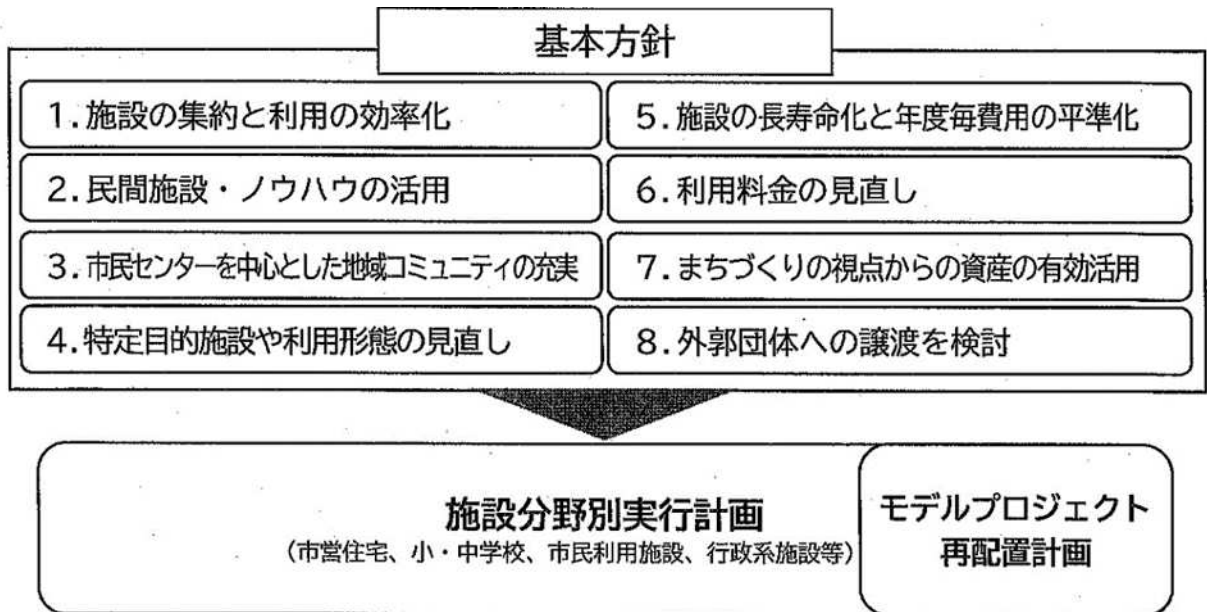 基本方針
1.施設の集約と利用の効率化
2.民間施設・ノウハウの活用
3.市民センターを中心とした地域コミュニティの充実
4.特定目的施設や利用形態の見直し
5.施設の長寿命化と年度毎費用の平準化
6.利用料金の見直し
7.まちづくりの視点からの資産の有効活用
8.外郭団体への譲渡を検討
施設分野別実行計画
（市営住宅、小・中学校、市民利用施設、行政系施設等）
モデルプロジェクト
再配置計画